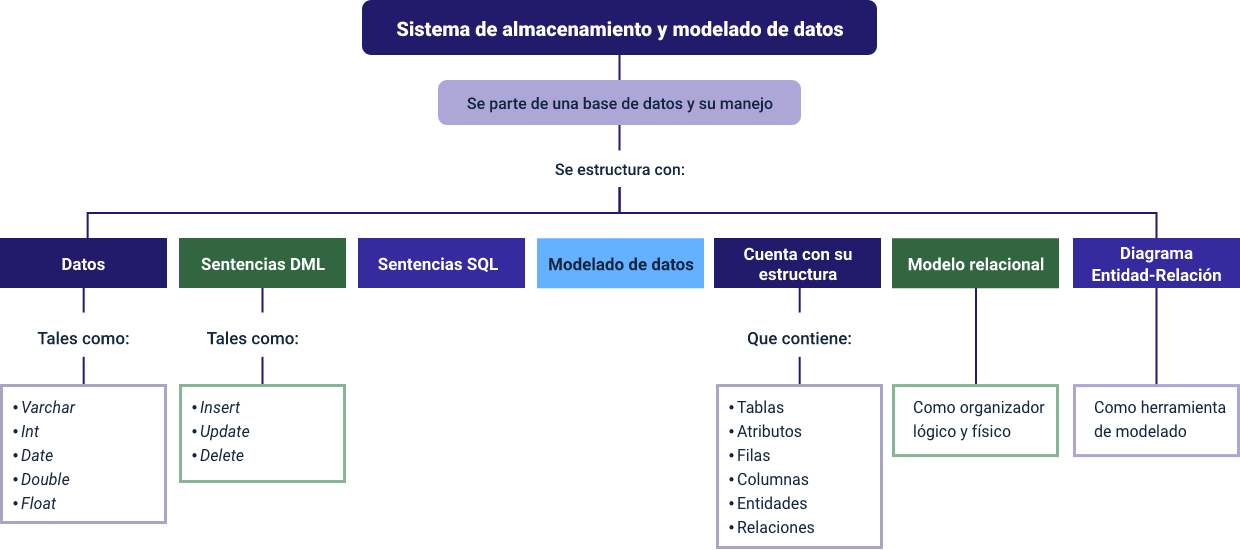 Sistema de almacenamiento y modelado de datos
Se parte de una base de datos y su manejo
Se estructura con:
Datos
Sentencias DML
Sentencias SQL
Modelado de datos
Cuenta con su
estructura
Modelo relacional
Diagrama
Entidad-Relación
Tales como:
Tales como:
Que contiene:
• Varchar
• Int
• Date
• Double
• Float
• Insert
• Update
• Delete
• Tablas
• Atributos
• Filas
• Columnas
• Entidades
• Relaciones
Como organizador
lógico y físico
Como herramienta
de modelado